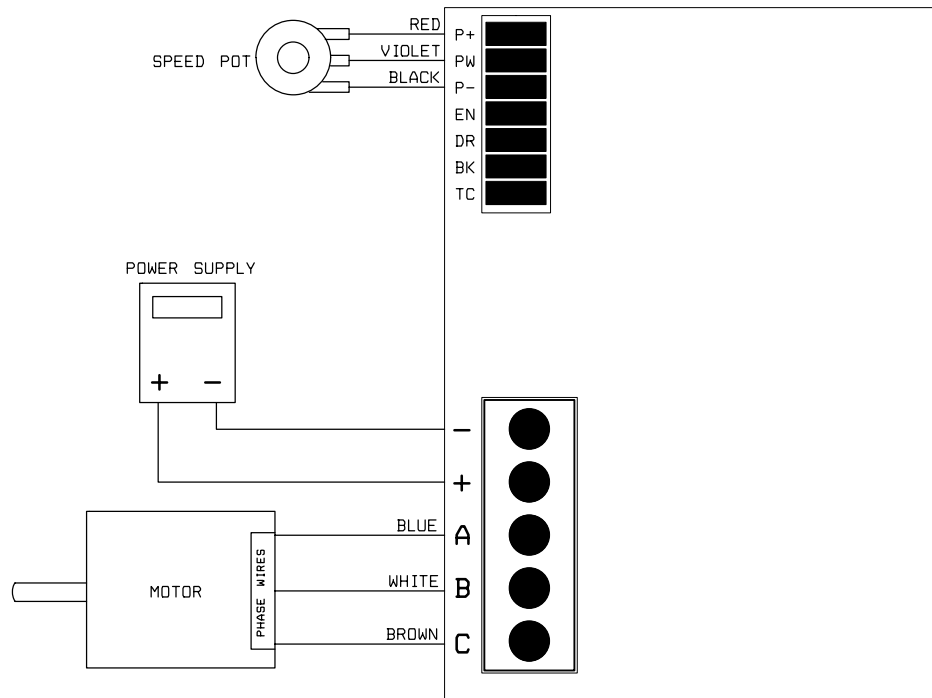 RED
VIOLET
BLACK
SPEED POT
P+
PW
P-
EN
DR
BK
TC
POWER SUPPLY
+ −
−
+
A
B
C
BLUE
WHITE
BROWN
MOTOR
PHASE WIRES